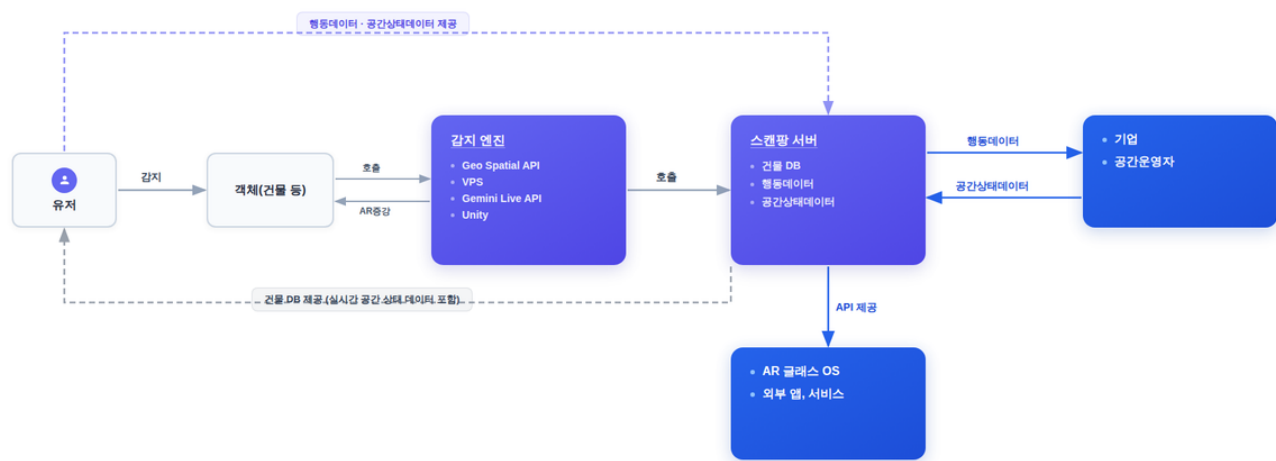 행동데이터 · 공간상태데이터 제공
유저
감지
객체(건물 등)
호출
AR증강
감지 엔진
Geo Spatial API
VPS
Gemini Live API
Unity
호출
스캔팡 서버
건물 DB
행동데이터
공간상태데이터
행동데이터
공간상태데이터
기업
공간운영자
건물 DB 제공 (실시간 공간 상태 데이터 포함)
API 제공
AR 글래스 OS
외부 앱, 서비스